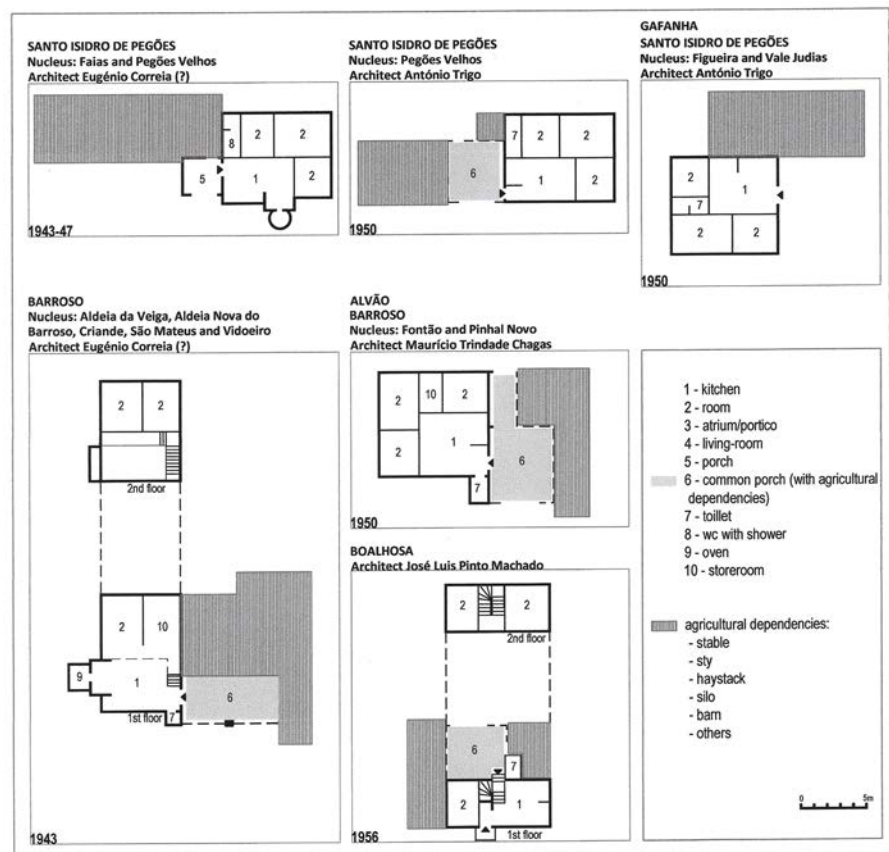 SANTO ISIDRO DE PEGÕES
Nucleus: Faias and Pegões Velhos
Architect Eugénio Correia (?)
8
2
2
5
1
2
1943-47
SANTO ISIDRO DE PEGÕES
Nucleus: Pegões Velhos
Architect António Trigo
7
2
2
6
1
2
1950
GAFANHA
SANTO ISIDRO DE PEGÕES
Nucleus: Figueira and Vale Judias
Architect António Trigo
2
1
7
2
2
1950
BARROSO
Nucleus: Aldeia da Veiga, Aldeia Nova do
Barroso, Criande, São Mateus and Vidoeiro
Architect Eugénio Correia (?)
2
2
2nd floor
2
10
9
1
6
1st floor
7
1943
ALVÃO
BARROSO
Nucleus: Fontão and Pinhal Novo
Architect Maurício Trindade Chagas
2
10
2
1
2
6
7
1950
BOALHOSA
Architect José Luis Pinto Machado
2
2
2nd floor
6
7
2
1
1st floor
1956
1 - kitchen
2 - room
3 - atrium/portico
4 - living-room
5 - porch
6 - common porch (with agricultural
dependencies)
7 - toillet
8 - wc with shower
9 - oven
10 - storeroom
agricultural dependencies:
- stable
- sty
- haystack
- silo
- barn
- others
0 5m